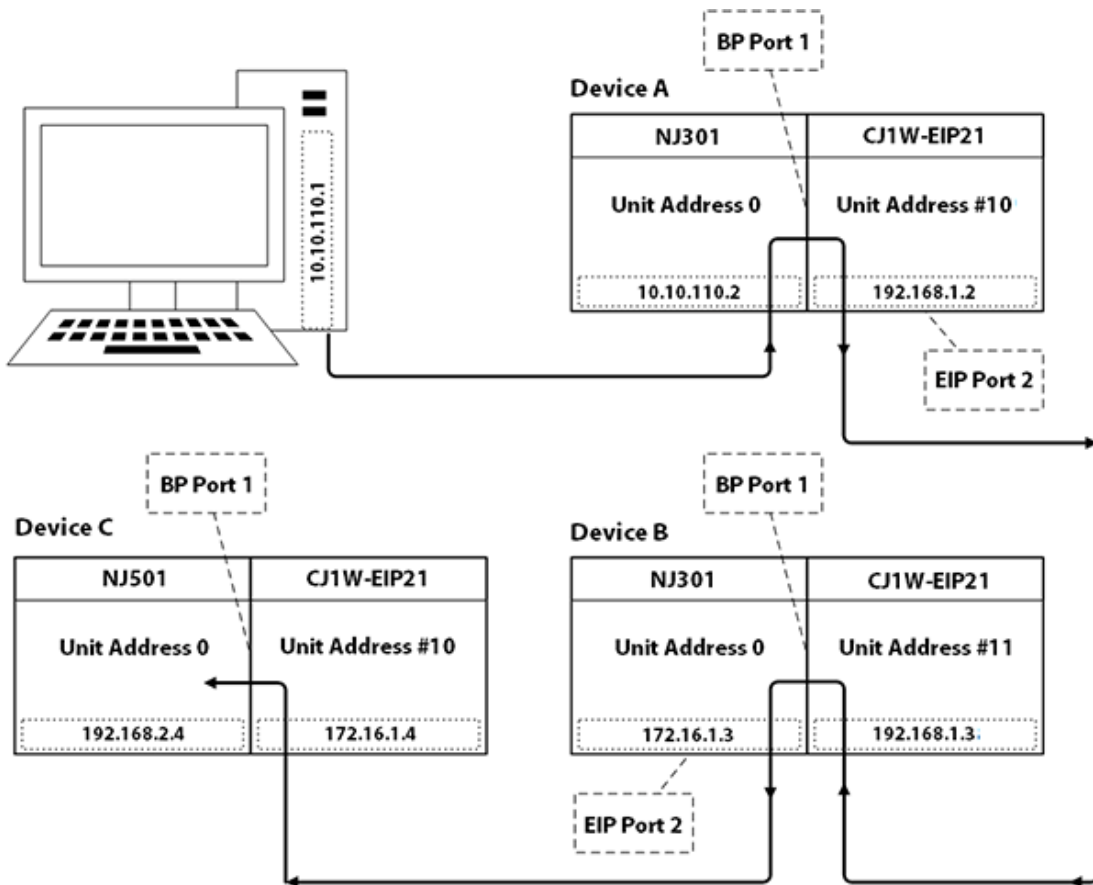 BP Port 1
Device A
NJ301
CJ1W-EIP21
10.10.110.1
Unit Address 0
Unit Address #10
10.10.110.2
192.168.1.2
EIP Port 2
BP Port 1
BP Port 1
Device C
Device B
NJ501
CJ1W-EIP21
NJ301
CJ1W-EIP21
Unit Address 0
Unit Address #10
Unit Address 0
Unit Address #11
192.168.2.4
172.16.1.4
172.16.1.3
192.168.1.3
EIP Port 2